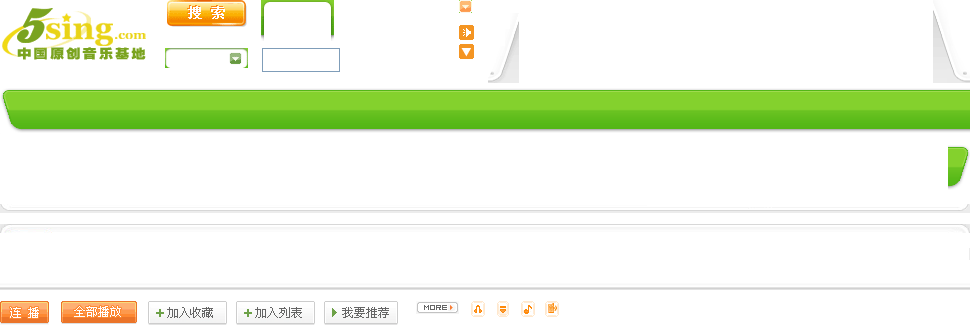 5sing.com
中国原创音乐基地
搜 索
连 播
全部播放
加入收藏
加入列表
我要推荐
MORE